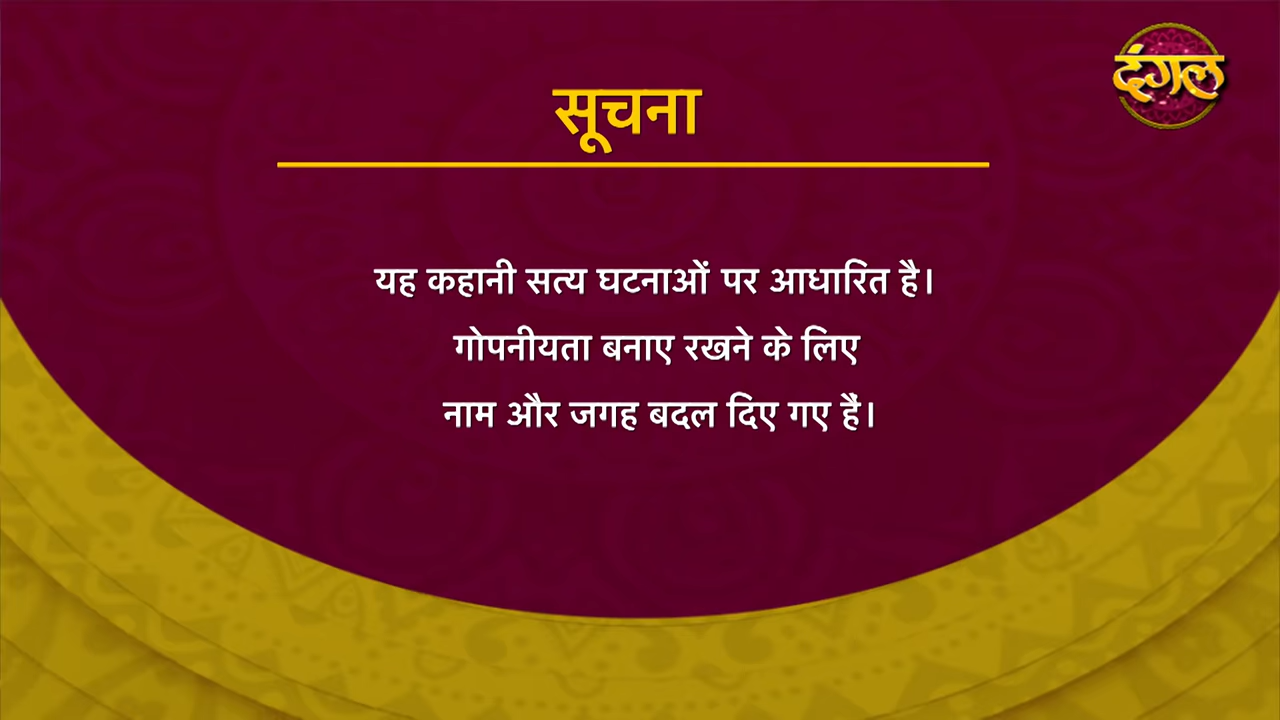 दंगल
सूचना
यह कहानी सत्य घटनाओं पर आधारित है।
गोपनीयता बनाए रखने के लिए
नाम और जगह बदल दिए गए हैं।